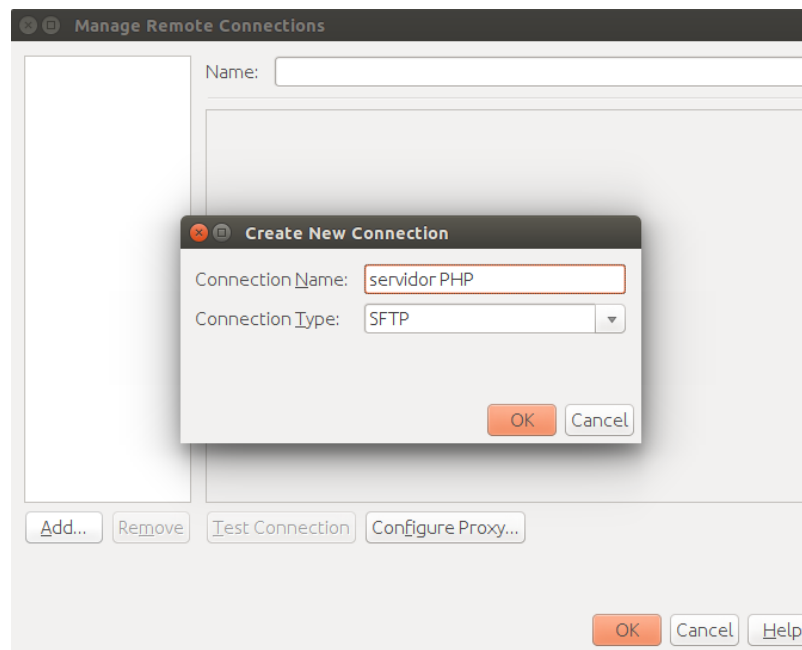 Manage Remote Connections
Name:
Create New Connection
Connection Name: servidor PHP
Connection Type: SFTP
OK Cancel
Add... Remove Test Connection Configure Proxy...
OK Cancel Help